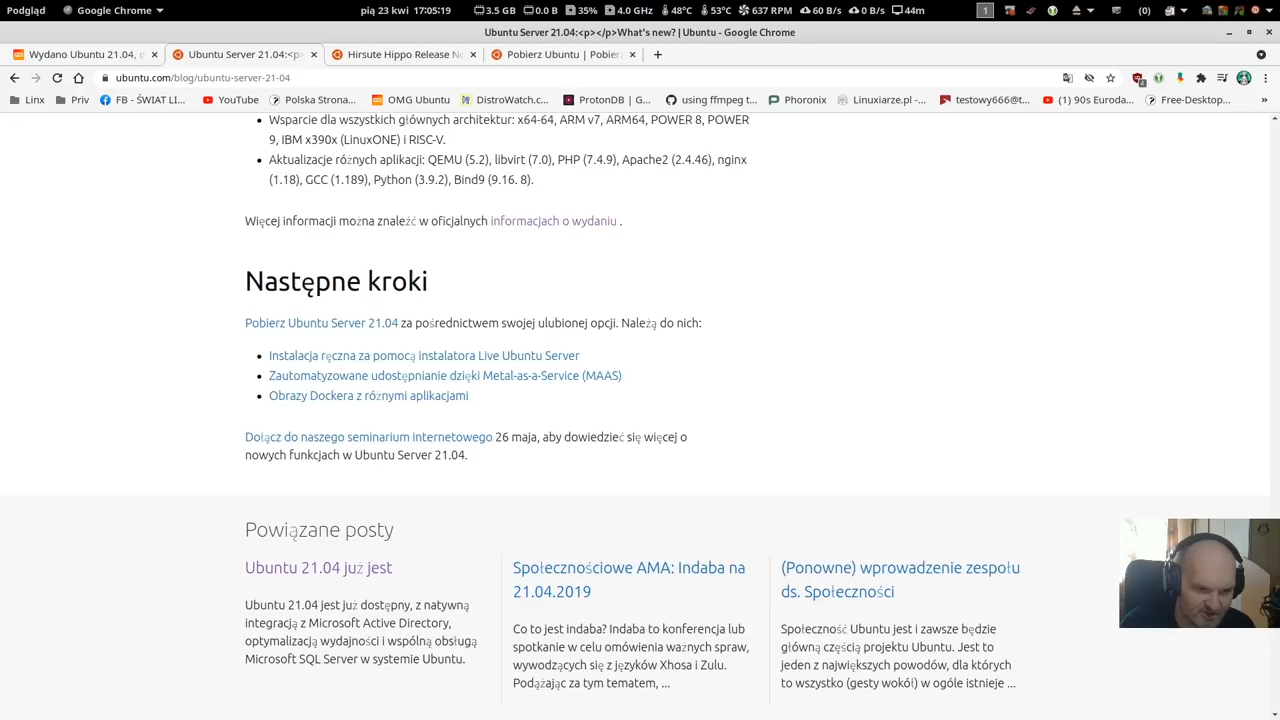 Podgląd Google Chrome pią 23 kwi 17:05:19 3.5 GB 0.0 B 35% 4.0 GHz 48°C 53°C 637 RPM 60 B/s 0 B/s 44m 1 (0)
Ubuntu Server 21.04:<p></p>What's new? | Ubuntu - Google Chrome
Wydano Ubuntu 21.04, Ubuntu Server 21.04:<p> Hirsute Hippo Release N Pobierz Ubuntu | Pobierz
ubuntu.com/blog/ubuntu-server-21-04
Linx Priv FB - ŚWIAT LI... YouTube Polska Strona... OMG Ubuntu DistroWatch.c... ProtonDB | G... using ffmpeg t... Phoronix Linuxiarze.pl -... testowy666@t... (1) 90s Euroda... Free-Desktop... »
Wsparcie dla wszystkich głównych architektur: x64-64, ARM v7, ARM64, POWER 8, POWER
9, IBM x390x (LinuxONE) i RISC-V.
Aktualizacje różnych aplikacji: QEMU (5.2), libvirt (7.0), PHP (7.4.9), Apache2 (2.4.46), nginx
(1.18), GCC (1.189), Python (3.9.2), Bind9 (9.16. 8).
Więcej informacji można znaleźć w oficjalnych informacjach o wydaniu .
Następne kroki
Pobierz Ubuntu Server 21.04 za pośrednictwem swojej ulubionej opcji. Należą do nich:
Instalacja ręczna za pomocą instalatora Live Ubuntu Server
Zautomatyzowane udostępnianie dzięki Metal-as-a-Service (MAAS)
Obrazy Dockera z różnymi aplikacjami
Dołącz do naszego seminarium internetowego 26 maja, aby dowiedzieć się więcej o
nowych funkcjach w Ubuntu Server 21.04.
Powiązane posty
Ubuntu 21.04 już jest
Ubuntu 21.04 jest już dostępny, z natywną
integracją z Microsoft Active Directory,
optymalizacją wydajności i wspólną obsługą
Microsoft SQL Server w systemie Ubuntu.
Społecznościowe AMA: Indaba na
21.04.2019
Co to jest indaba? Indaba to konferencja lub
spotkanie w celu omówienia ważnych spraw,
wywodzących się z języków Xhosa i Zulu.
Podążając za tym tematem, ...
(Ponowne) wprowadzenie zespołu
ds. Społeczności
Społeczność Ubuntu jest i zawsze będzie
główną częścią projektu Ubuntu. Jest to
jeden z największych powodów, dla których
to wszystko (gesty wokół) w ogóle istnieje ...